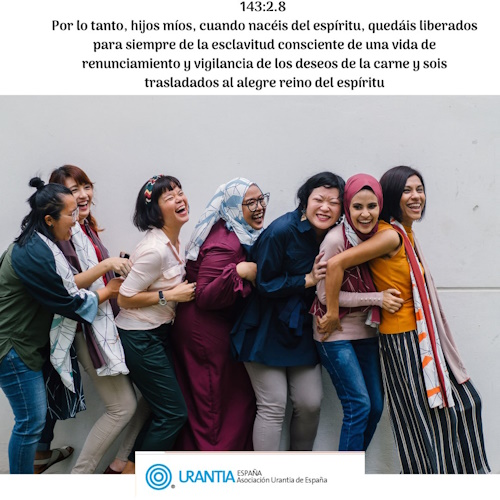 143:2.8
Por lo tanto, hijos míos, cuando nacéis del espíritu, quedáis liberados
para siempre de la esclavitud consciente de una vida de
renunciamiento y vigilancia de los deseos de la carne y sois
trasladados al alegre reino del espíritu
URANTIA ESPAÑA
® Asociación Urantia de España